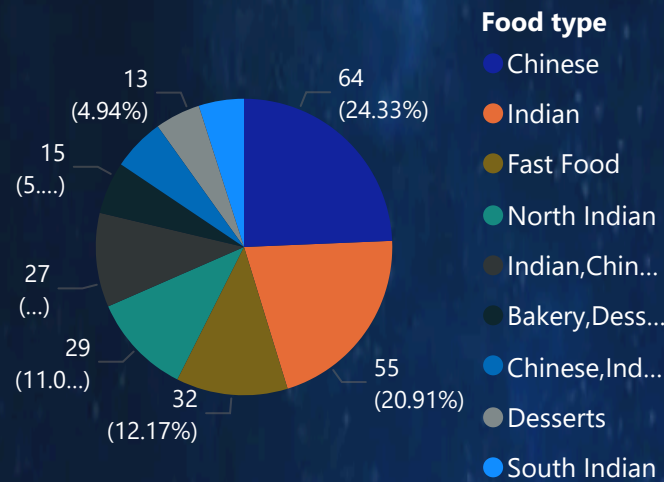 Food type
Chinese
Indian
Fast Food
North Indian
Indian,Chin...
Bakery,Dess...
Chinese,Ind...
Desserts
South Indian
64
(24.33%)
55
(20.91%)
32
(12.17%)
29
(11.0...)
27
(...)
15
(5....)
13
(4.94%)